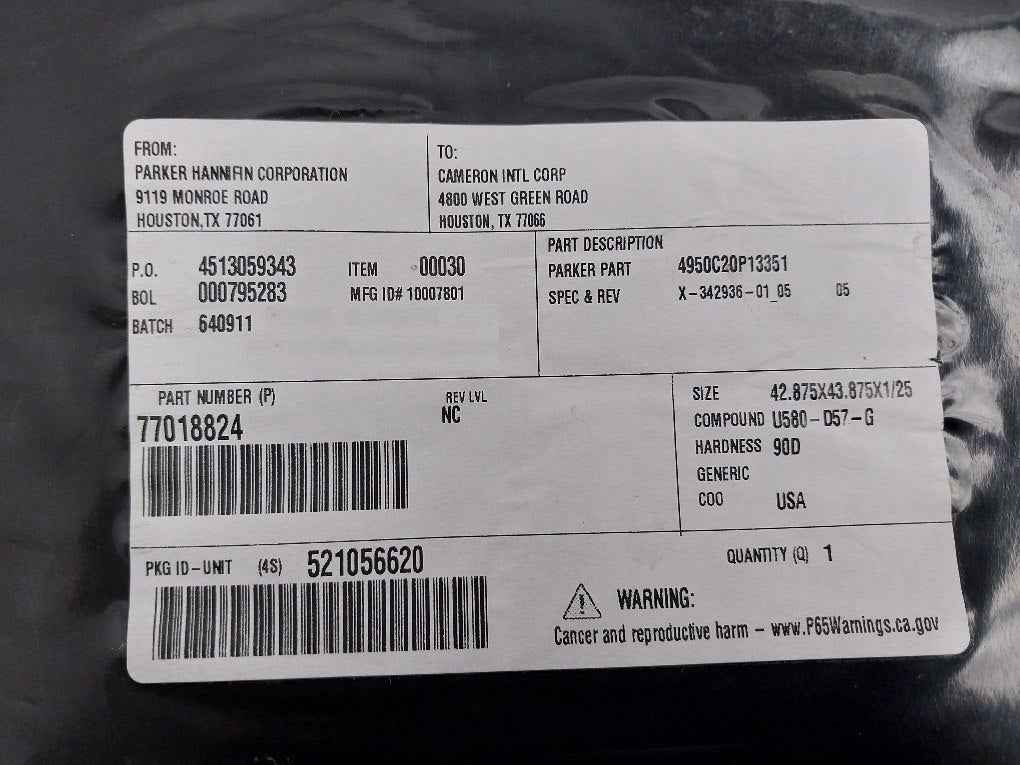 FROM:
PARKER HANNIFIN CORPORATION
9119 MONROE ROAD
HOUSTON,TX 77061
TO:
CAMERON INTL CORP
4800 WEST GREEN ROAD
HOUSTON, TX 77066
P.O. 4513059343 ITEM 00030
BOL 000795283 MFG ID# 10007801
BATCH 640911
PART DESCRIPTION
PARKER PART 4950C20P13351
SPEC & REV X-342936-01_05 05
PART NUMBER (P) REV LVL
77018824 NC
SIZE 42.875X43.875X1/25
COMPOUND U580-D57-G
HARDNESS 90D
GENERIC
COO USA
PKG ID-UNIT (4S) 521056620
QUANTITY (Q) 1
WARNING:
Cancer and reproductive harm - www.P65Warnings.ca.gov